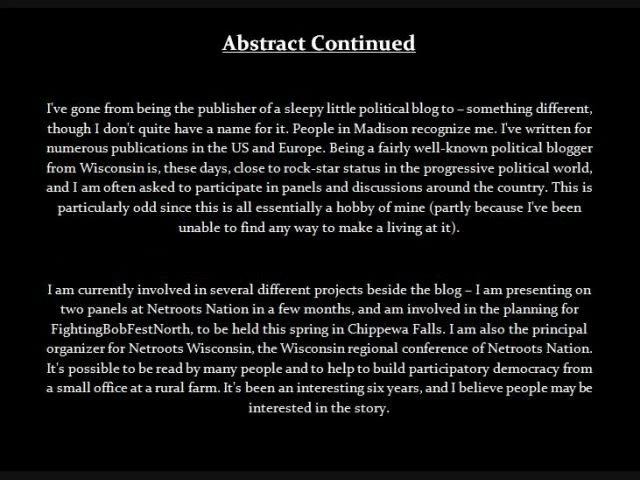 Abstract Continued
I've gone from being the publisher of a sleepy little political blog to – something different,
though I don't quite have a name for it. People in Madison recognize me. I've written for
numerous publications in the US and Europe. Being a fairly well-known political blogger
from Wisconsin is, these days, close to rock-star status in the progressive political world,
and I am often asked to participate in panels and discussions around the country. This is
particularly odd since this is all essentially a hobby of mine (partly because I've been
unable to find any way to make a living at it).
I am currently involved in several different projects beside the blog – I am presenting on
two panels at Netroots Nation in a few months, and am involved in the planning for
FightingBobFestNorth, to be held this spring in Chippewa Falls. I am also the principal
organizer for Netroots Wisconsin, the Wisconsin regional conference of Netroots Nation.
It's possible to be read by many people and to help to build participatory democracy from
a small office at a rural farm. It's been an interesting six years, and I believe people may be
interested in the story.